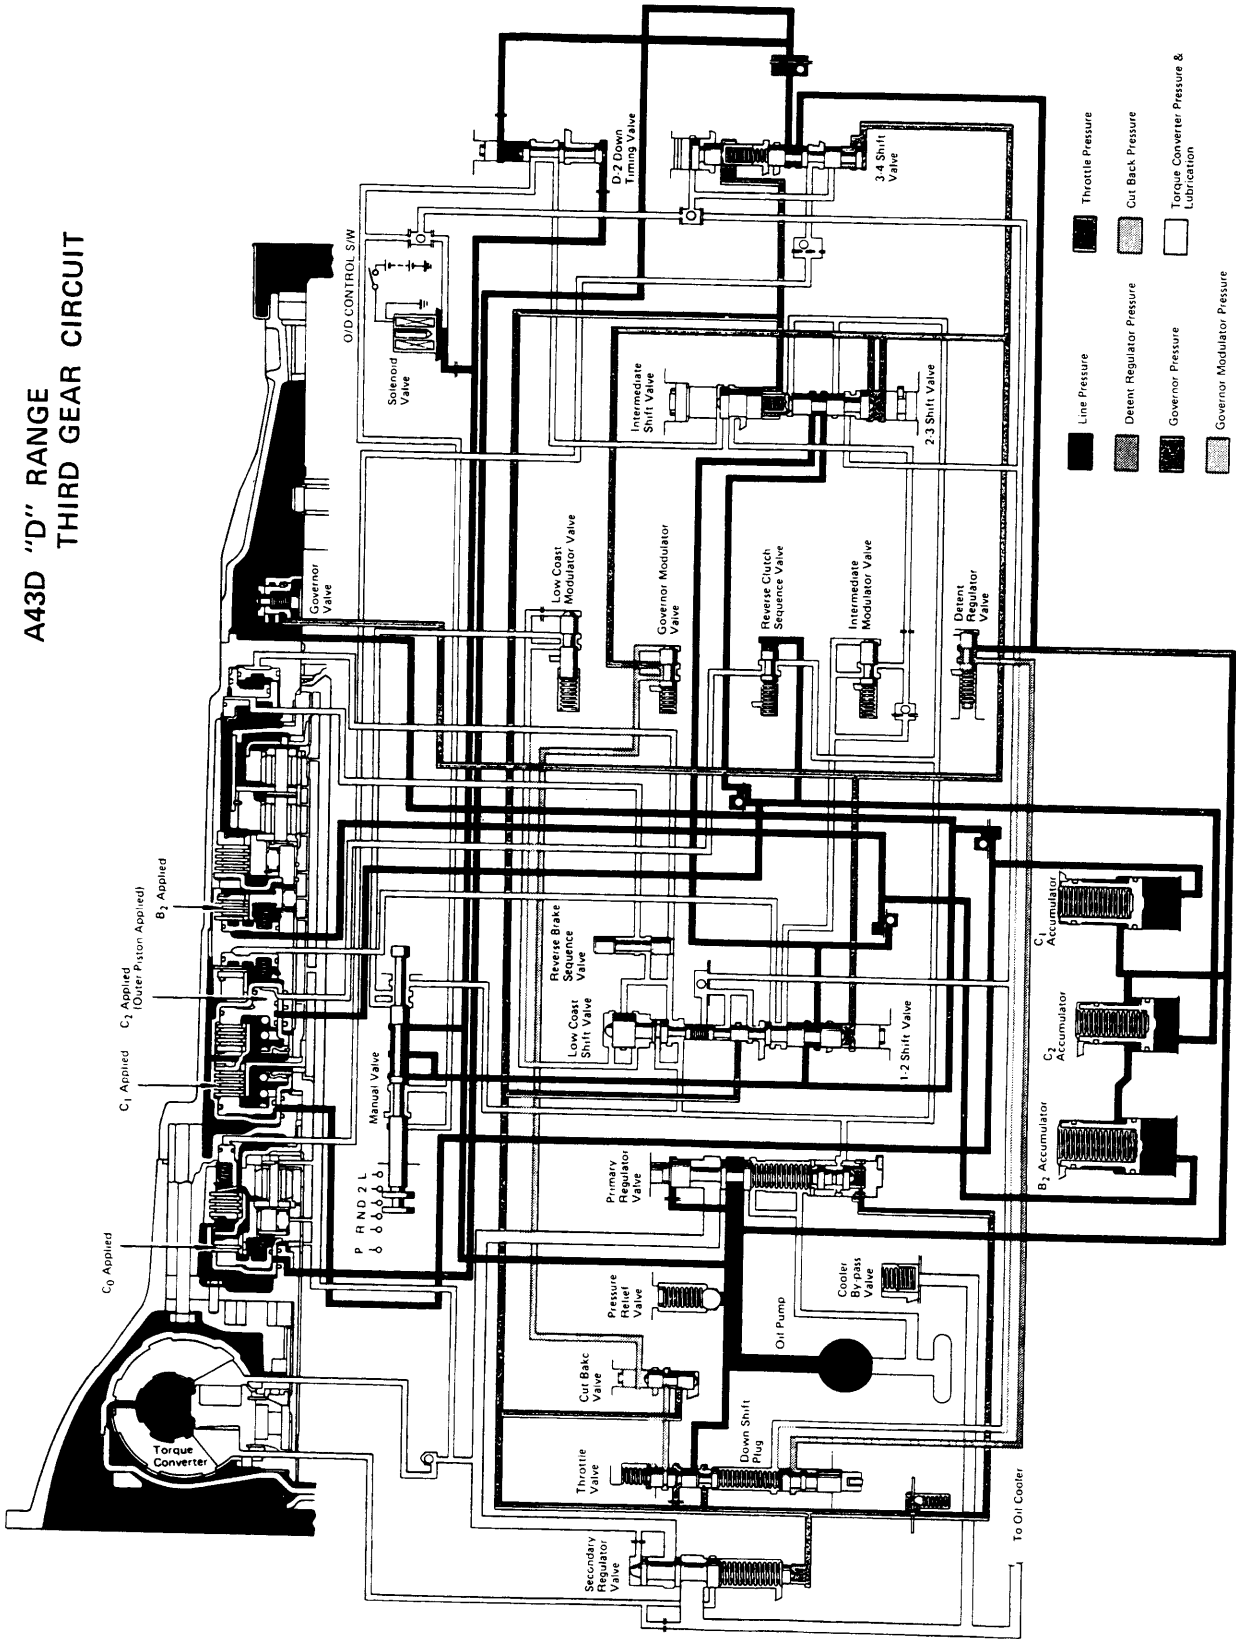 A43D "D" RANGE
THIRD GEAR CIRCUIT
Torque
Converter
C0 Applied
C1 Applied
C2 Applied
(Outer Piston Applied)
B2 Applied
Governor
Valve
O/D CONTROL S/W
Solenoid
Valve
D-2 Down
Timing Valve
3-4 Shift
Valve
Intermediate
Shift Valve
2-3 Shift Valve
Low Coast
Modulator Valve
Governor Modulator
Valve
Reverse Clutch
Sequence Valve
Intermediate
Modulator Valve
Detent
Regulator
Valve
P R N D 2 L
Manual Valve
Reverse Brake
Sequence
Valve
Low Coast
Shift Valve
1-2 Shift Valve
Primary
Regulator
Valve
Pressure
Relief
Valve
Cut Bakc
Valve
Oil Pump
Cooler
By-pass
Valve
Throttle
Valve
Down Shift
Plug
Secondary
Regulator
Valve
To Oil Cooler
B2 Accumulator
C2
Accumulator
C1
Accumulator
Line Pressure
Detent Regulator Pressure
Governor Pressure
Governor Modulator Pressure
Throttle Pressure
Cut Back Pressure
Torque Converter Pressure &
Lubrication